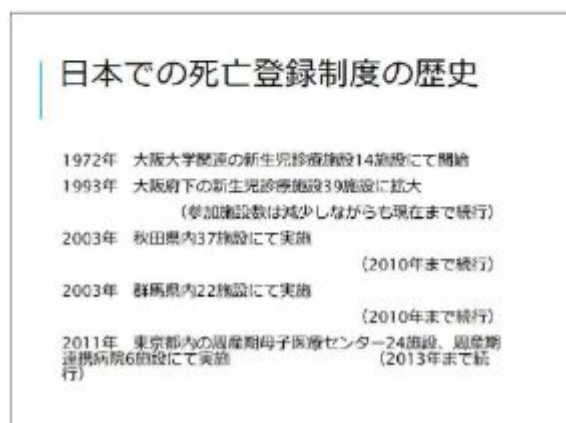 日本での死亡登録制度の歴史
1972年 大阪大学関連の新生児診療施設14施設にて開始
1993年 大阪府下の新生児診療施設39施設に拡大
（参加施設数は減少しながらも現在まで続行）
2003年 秋田県内37施設にて実施
（2010年まで続行）
2003年 群馬県内22施設にて実施
（2010年まで続行）
2011年 東京都内の周産期母子医療センター24施設、周産期
連携病院6施設にて実施 （2013年まで続
行）